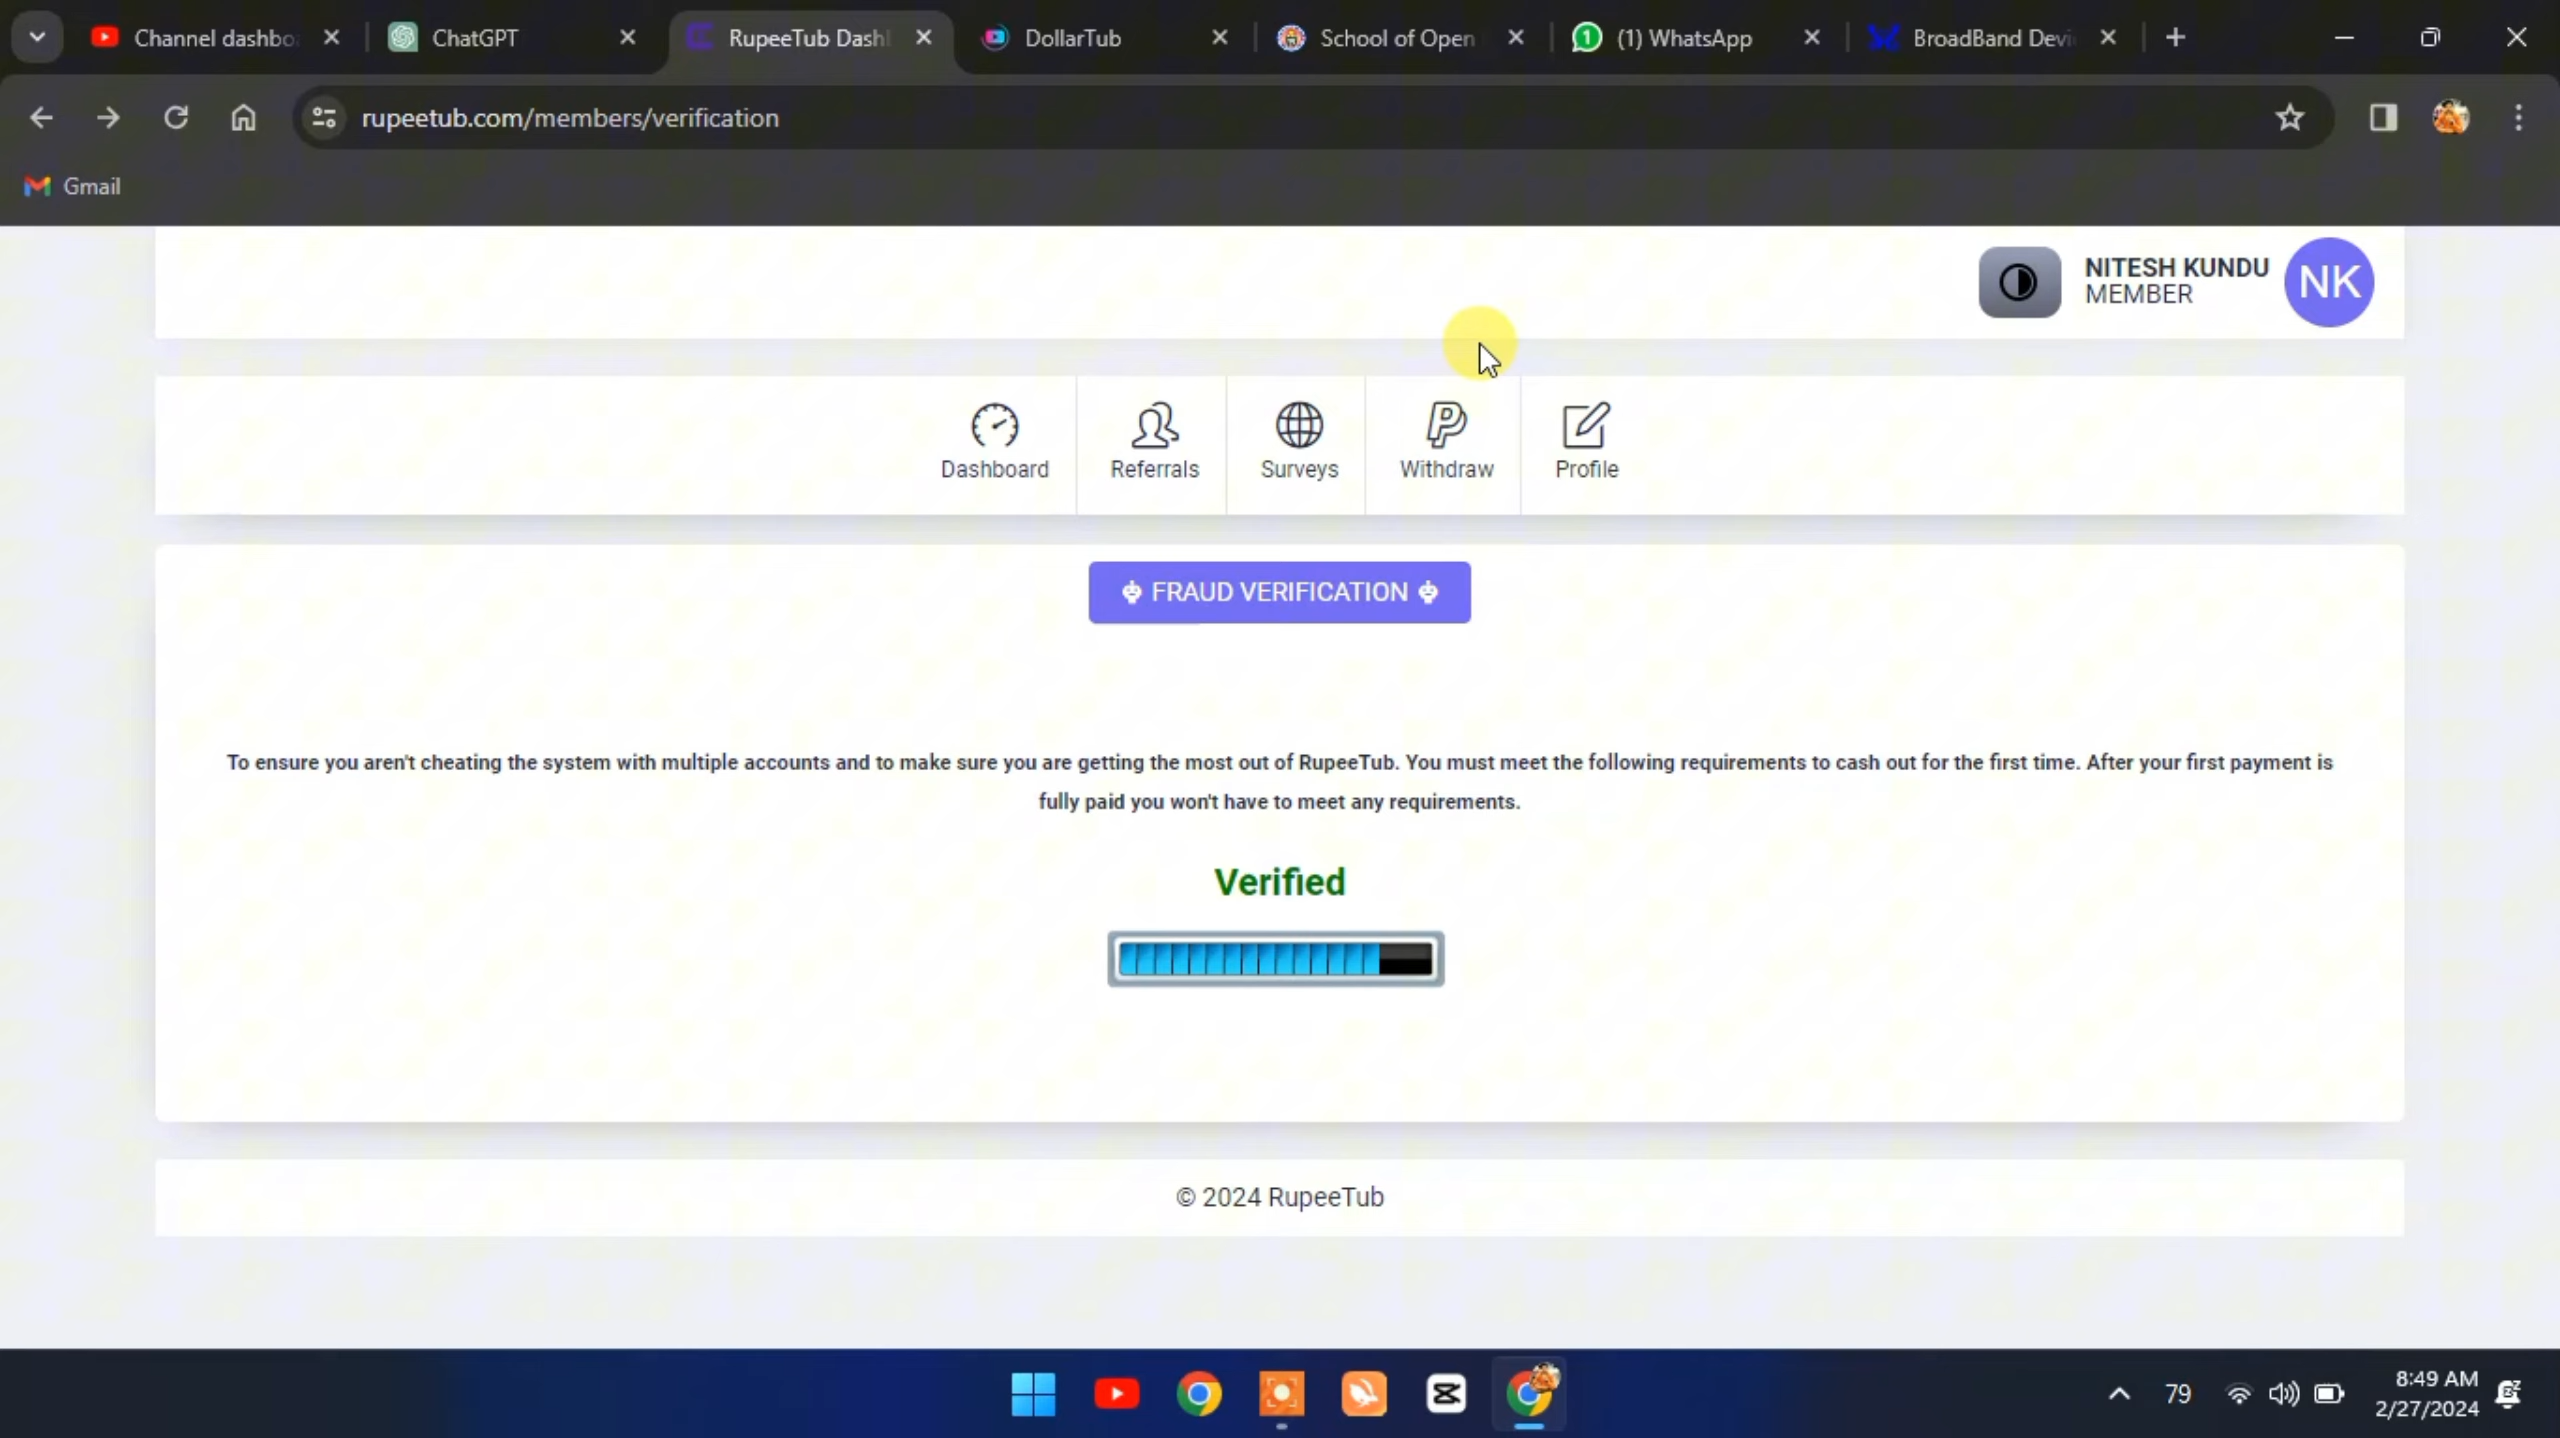 Channel dashbo
ChatGPT
RupeeTub Dash
DollarTub
School of Open
(1) WhatsApp
BroadBand Devi
rupeetub.com/members/verification
Gmail
NITESH KUNDU
MEMBER
NK
Dashboard
Referrals
Surveys
Withdraw
Profile
FRAUD VERIFICATION
To ensure you aren't cheating the system with multiple accounts and to make sure you are getting the most out of RupeeTub. You must meet the following requirements to cash out for the first time. After your first payment is
fully paid you won't have to meet any requirements.
Verified
© 2024 RupeeTub
79
8:49 AM
2/27/2024